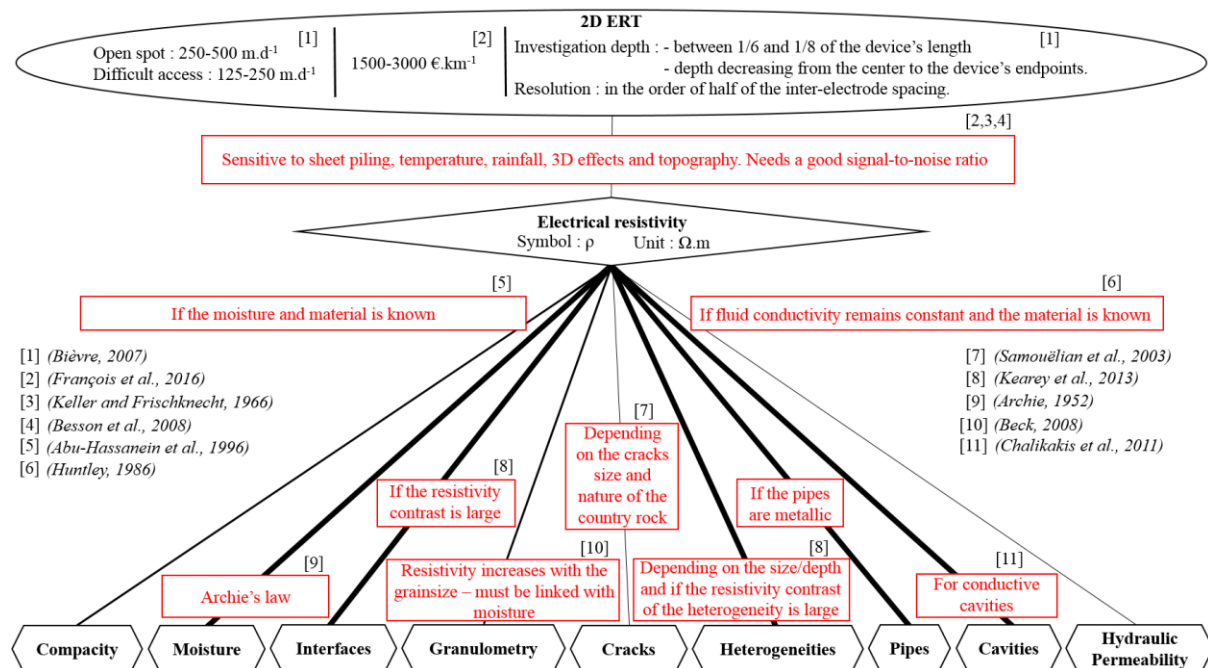 2D ERT
[1]
Open spot : 250-500 m.d-1
Difficult access : 125-250 m.d-1
[2]
1500-3000 €.km-1
[1]
Investigation depth : - between 1/6 and 1/8 of the device’s length
- depth decreasing from the center to the device’s endpoints.
Resolution : in the order of half of the inter-electrode spacing.
[2,3,4]
Sensitive to sheet piling, temperature, rainfall, 3D effects and topography. Needs a good signal-to-noise ratio
Electrical resistivity
Symbol : ρ Unit : Ω.m
[5]
If the moisture and material is known
[6]
If fluid conductivity remains constant and the material is known
[1] (Bièvre, 2007)
[2] (François et al., 2016)
[3] (Keller and Frischknecht, 1966)
[4] (Besson et al., 2008)
[5] (Abu-Hassanein et al., 1996)
[6] (Huntley, 1986)
[7] (Samouëlian et al., 2003)
[8] (Kearey et al., 2013)
[9] (Archie, 1952)
[10] (Beck, 2008)
[11] (Chalikakis et al., 2011)
[7]
Depending
on the cracks
size and
nature of the
country rock
[8]
If the resistivity
contrast is large
If the pipes
are metallic
[9]
Archie’s law
[10]
Resistivity increases with the
grainsize – must be linked with
moisture
[8]
Depending on the size/depth
and if the resistivity contrast
of the heterogeneity is large
[11]
For conductive
cavities
Compacity
Moisture
Interfaces
Granulometry
Cracks
Heterogeneities
Pipes
Cavities
Hydraulic
Permeability